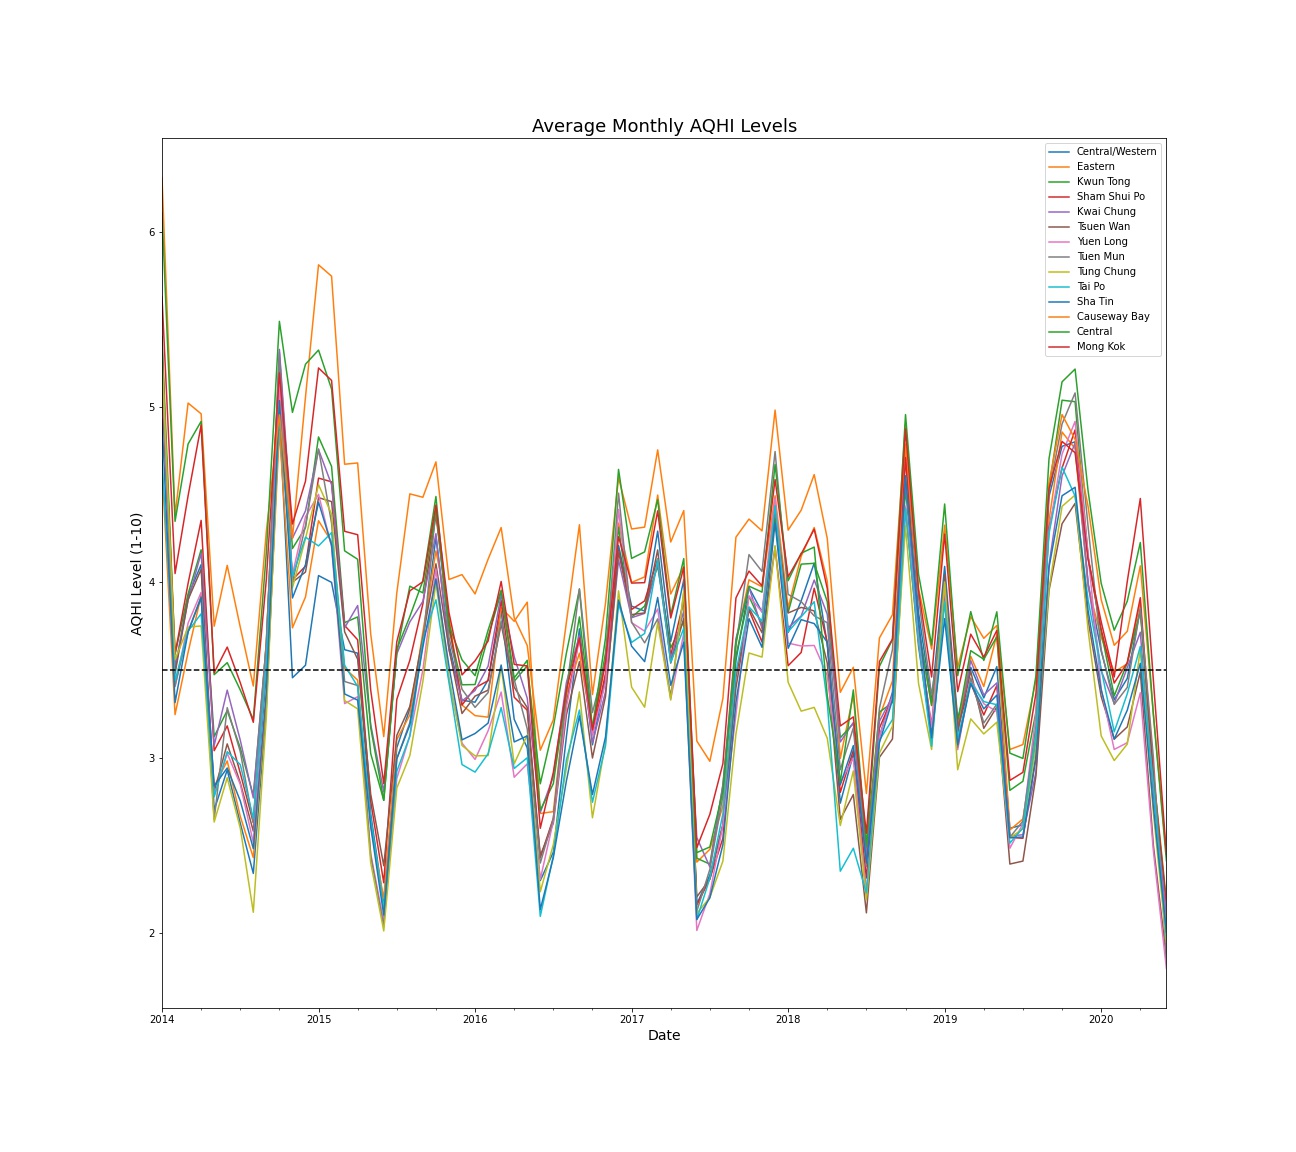 Average Monthly AQHI Levels
Central/Western
Eastern
Kwun Tong
Sham Shui Po
Kwai Chung
Tsuen Wan
Yuen Long
Tuen Mun
Tung Chung
Tai Po
Sha Tin
Causeway Bay
Central
Mong Kok
AQHI Level (1-10)
6
5
4
3
2
2014 2015 2016 2017 2018 2019 2020
Date